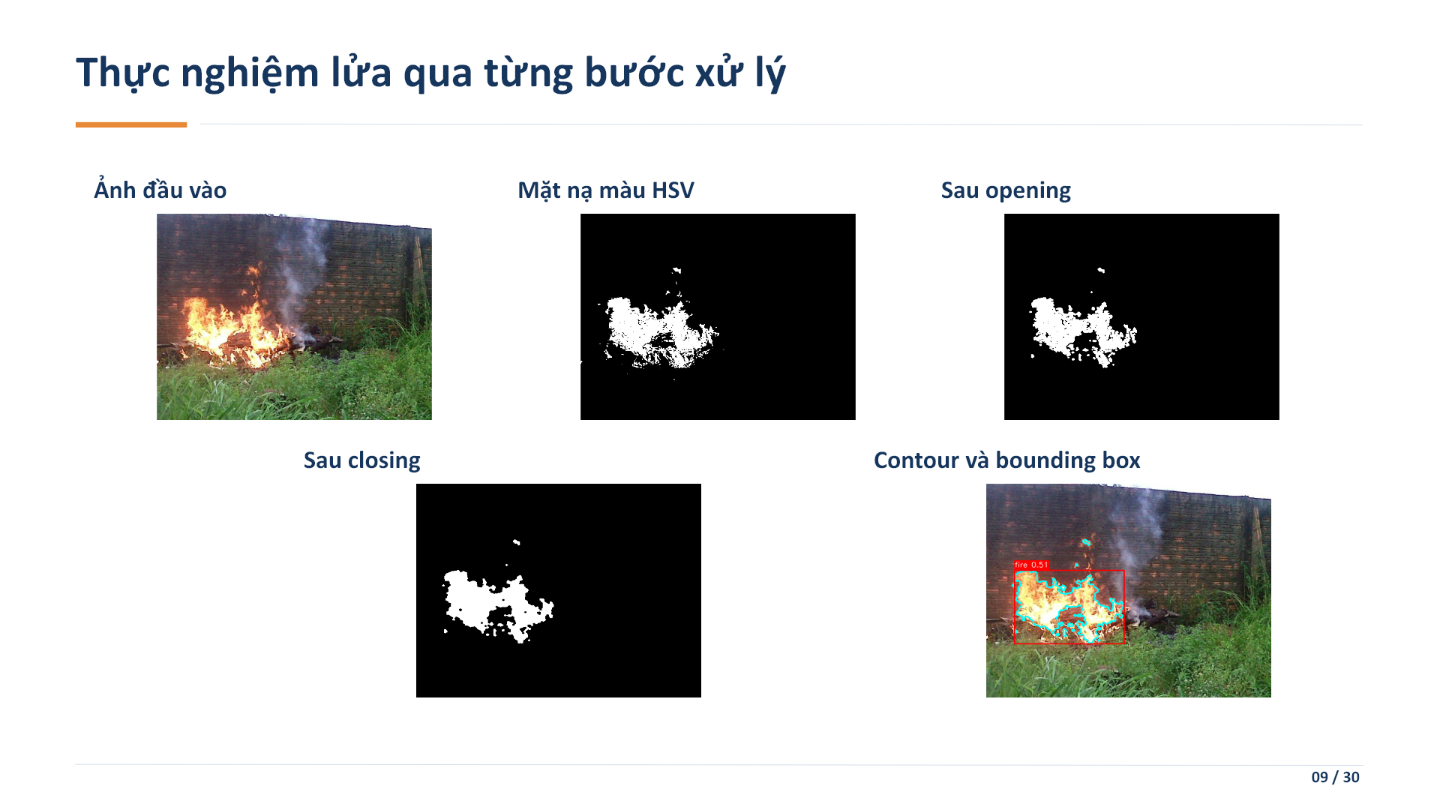 Thực nghiệm lửa qua từng bước xử lý
Ảnh đầu vào
Mặt nạ màu HSV
Sau opening
Sau closing
Contour và bounding box
fire 0.51
09 / 30